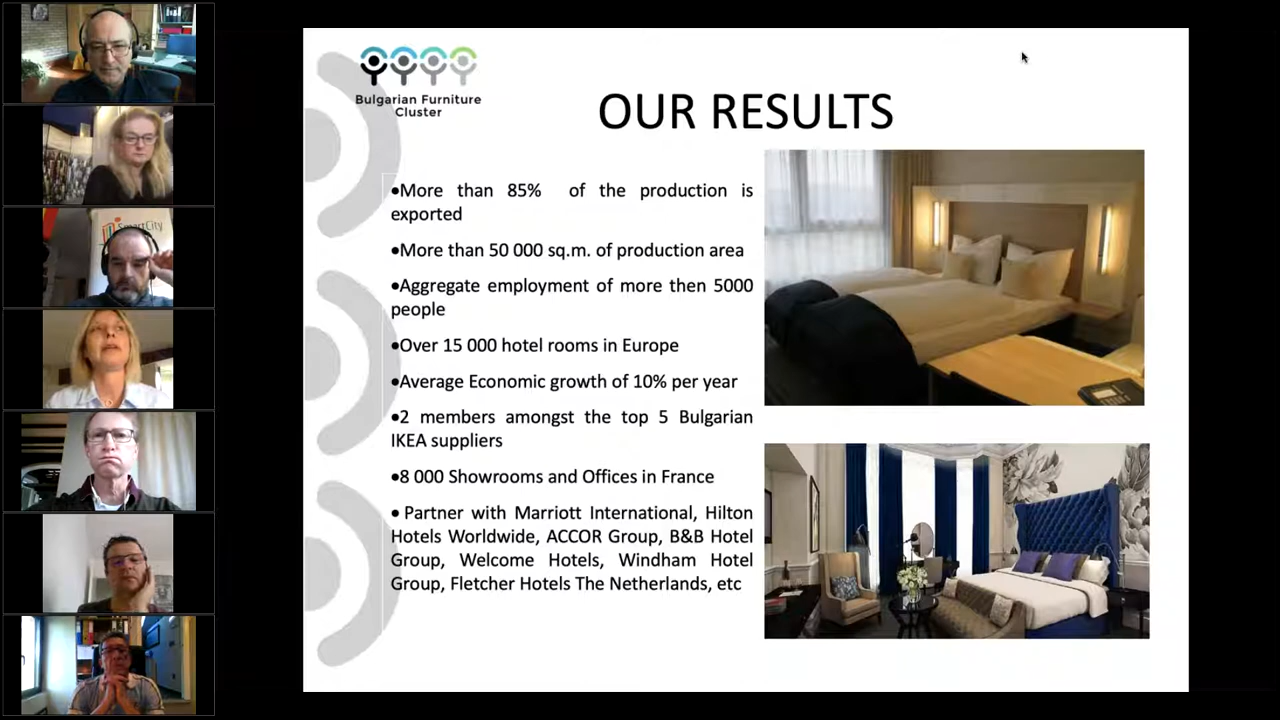 Bulgarian Furniture
Cluster
OUR RESULTS
•More than 85% of the production is
exported
•More than 50 000 sq.m. of production area
•Aggregate employment of more then 5000
people
•Over 15 000 hotel rooms in Europe
•Average Economic growth of 10% per year
•2 members amongst the top 5 Bulgarian
IKEA suppliers
•8 000 Showrooms and Offices in France
• Partner with Marriott International, Hilton
Hotels Worldwide, ACCOR Group, B&B Hotel
Group, Welcome Hotels, Windham Hotel
Group, Fletcher Hotels The Netherlands, etc
SmartCity